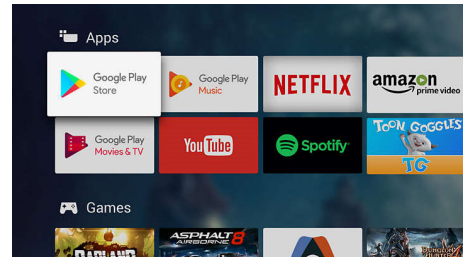 Apps
Google Play
Store
Google Play
Music
NETFLIX
amazon
prime video
Google Play
Movies & TV
YouTube
Spotify
TOON GOGGLES
TG
Games
BADLAND
ASPHALT 8
AIRBORNE